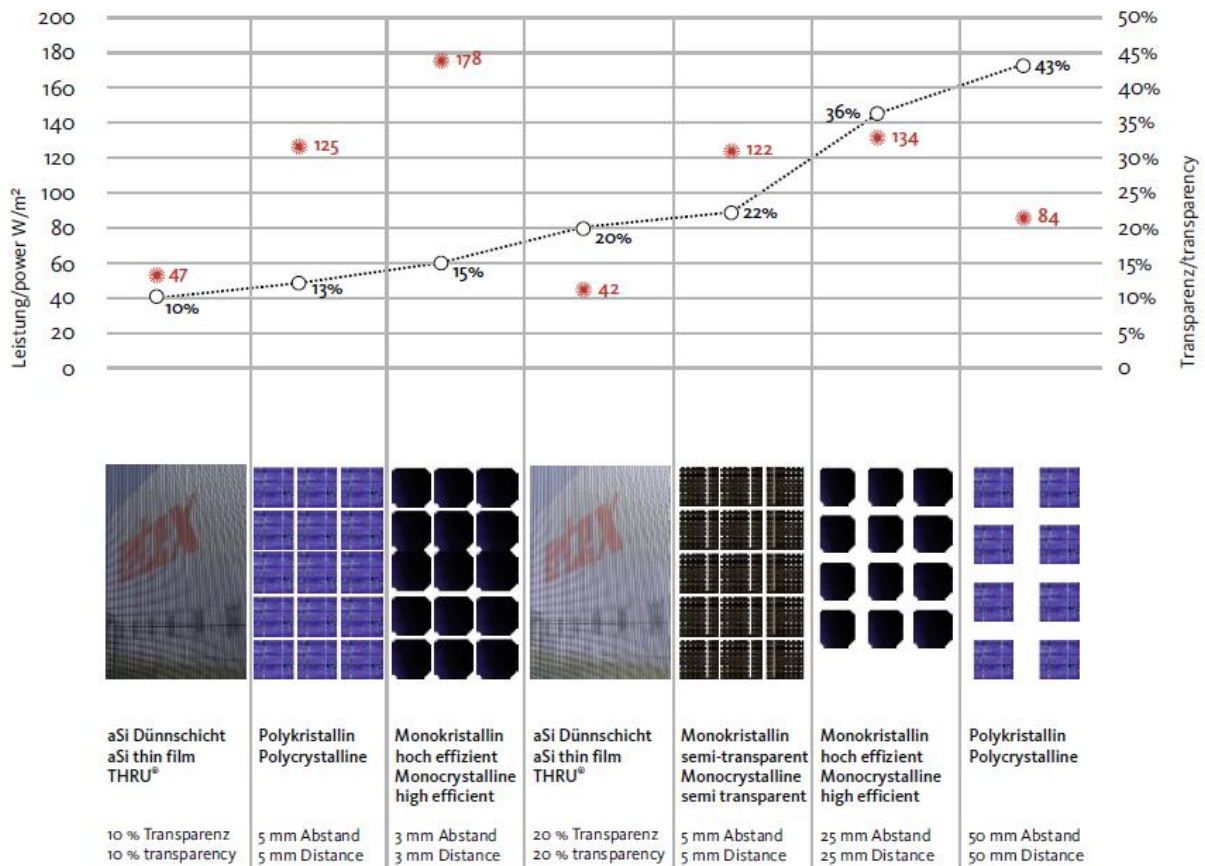 Leistung/power W/m²
200
180
160
140
120
100
80
60
40
20
0
50%
45%
40%
35%
30%
25%
20%
15%
10%
5%
0
Transparenz/transparency
47
10%
125
13%
178
15%
20%
42
122
22%
36%
134
43%
84
aSi Dünnschicht
aSi thin film
THRU®
10 % Transparenz
10 % transparency
Polykristallin
Polycrystalline
5 mm Abstand
5 mm Distance
Monokristallin
hoch effizient
Monocrystalline
high efficient
3 mm Abstand
3 mm Distance
aSi Dünnschicht
aSi thin film
THRU®
20 % Transparenz
20 % transparency
Monokristallin
semi-transparent
Monocrystalline
semi transparent
5 mm Abstand
5 mm Distance
Monokristallin
hoch effizient
Monocrystalline
high efficient
25 mm Abstand
25 mm Distance
Polykristallin
Polycrystalline
50 mm Abstand
50 mm Distance